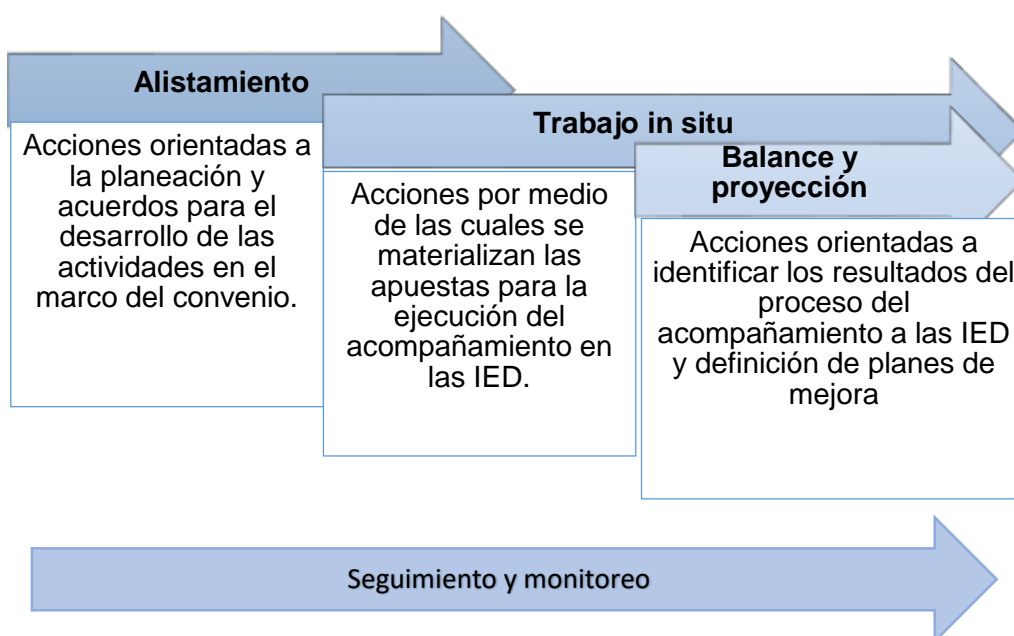 Alistamiento
Acciones orientadas a
la planeación y
acuerdos para el
desarrollo de las
actividades en el
marco del convenio.
Trabajo in situ
Acciones por medio
de las cuales se
materializan las
apuestas para la
ejecución del
acompañamiento en
las IED.
Balance y
proyección
Acciones orientadas a
identificar los resultados del
proceso del
acompañamiento a las IED
y definición de planes de
mejora
Seguimiento y monitoreo